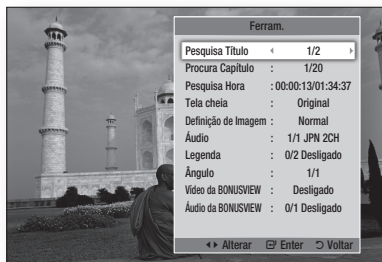 Ferram.
Pesquisa Título ◄ 1/2 ►
Procura Capítulo : 1/20
Pesquisa Hora : 00:00:13/01:34:37
Tela cheia : Original
Definição de Imagem : Normal
Áudio : 1/1 JPN 2CH
Legenda : 0/2 Desligado
Ângulo : 1/1
Vídeo da BONUSVIEW : Desligado
Áudio da BONUSVIEW : 0/1 Desligado
◄► Alterar Enter Voltar